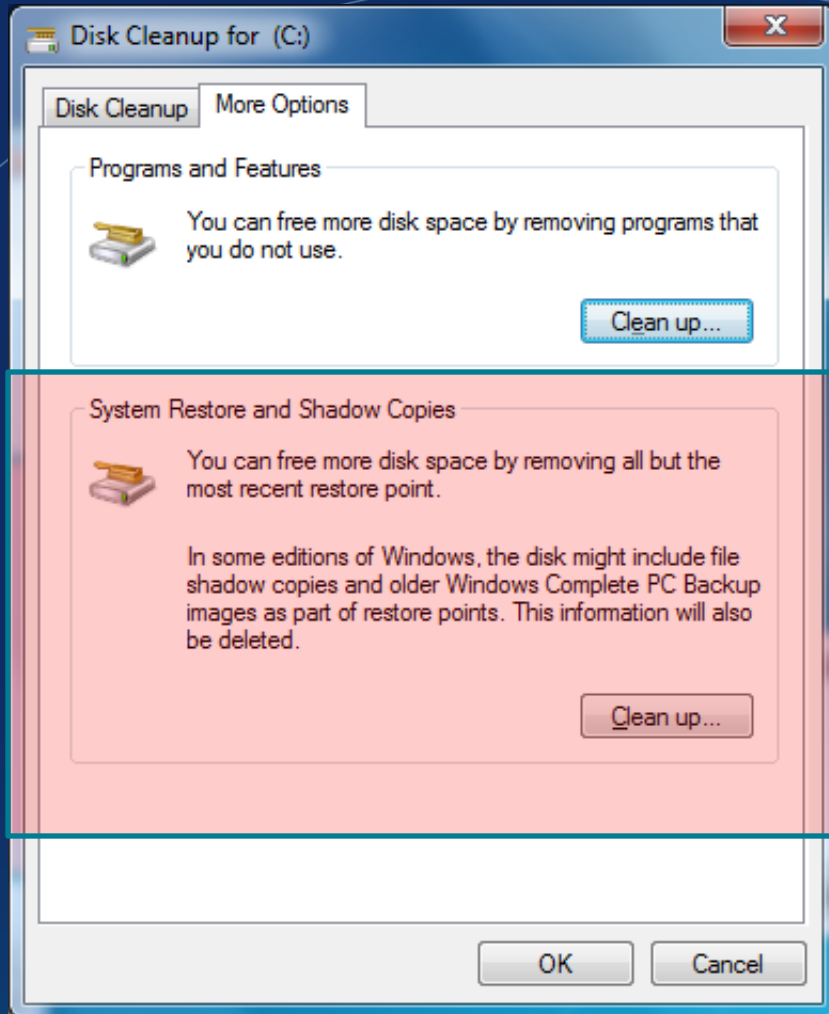 Disk Cleanup for  (C:)
Disk Cleanup
More Options
Programs and Features
You can free more disk space by removing programs that
you do not use.
Clean up...
System Restore and Shadow Copies
You can free more disk space by removing all but the
most recent restore point.
In some editions of Windows, the disk might include file
shadow copies and older Windows Complete PC Backup
images as part of restore points. This information will also
be deleted.
Clean up...
OK
Cancel